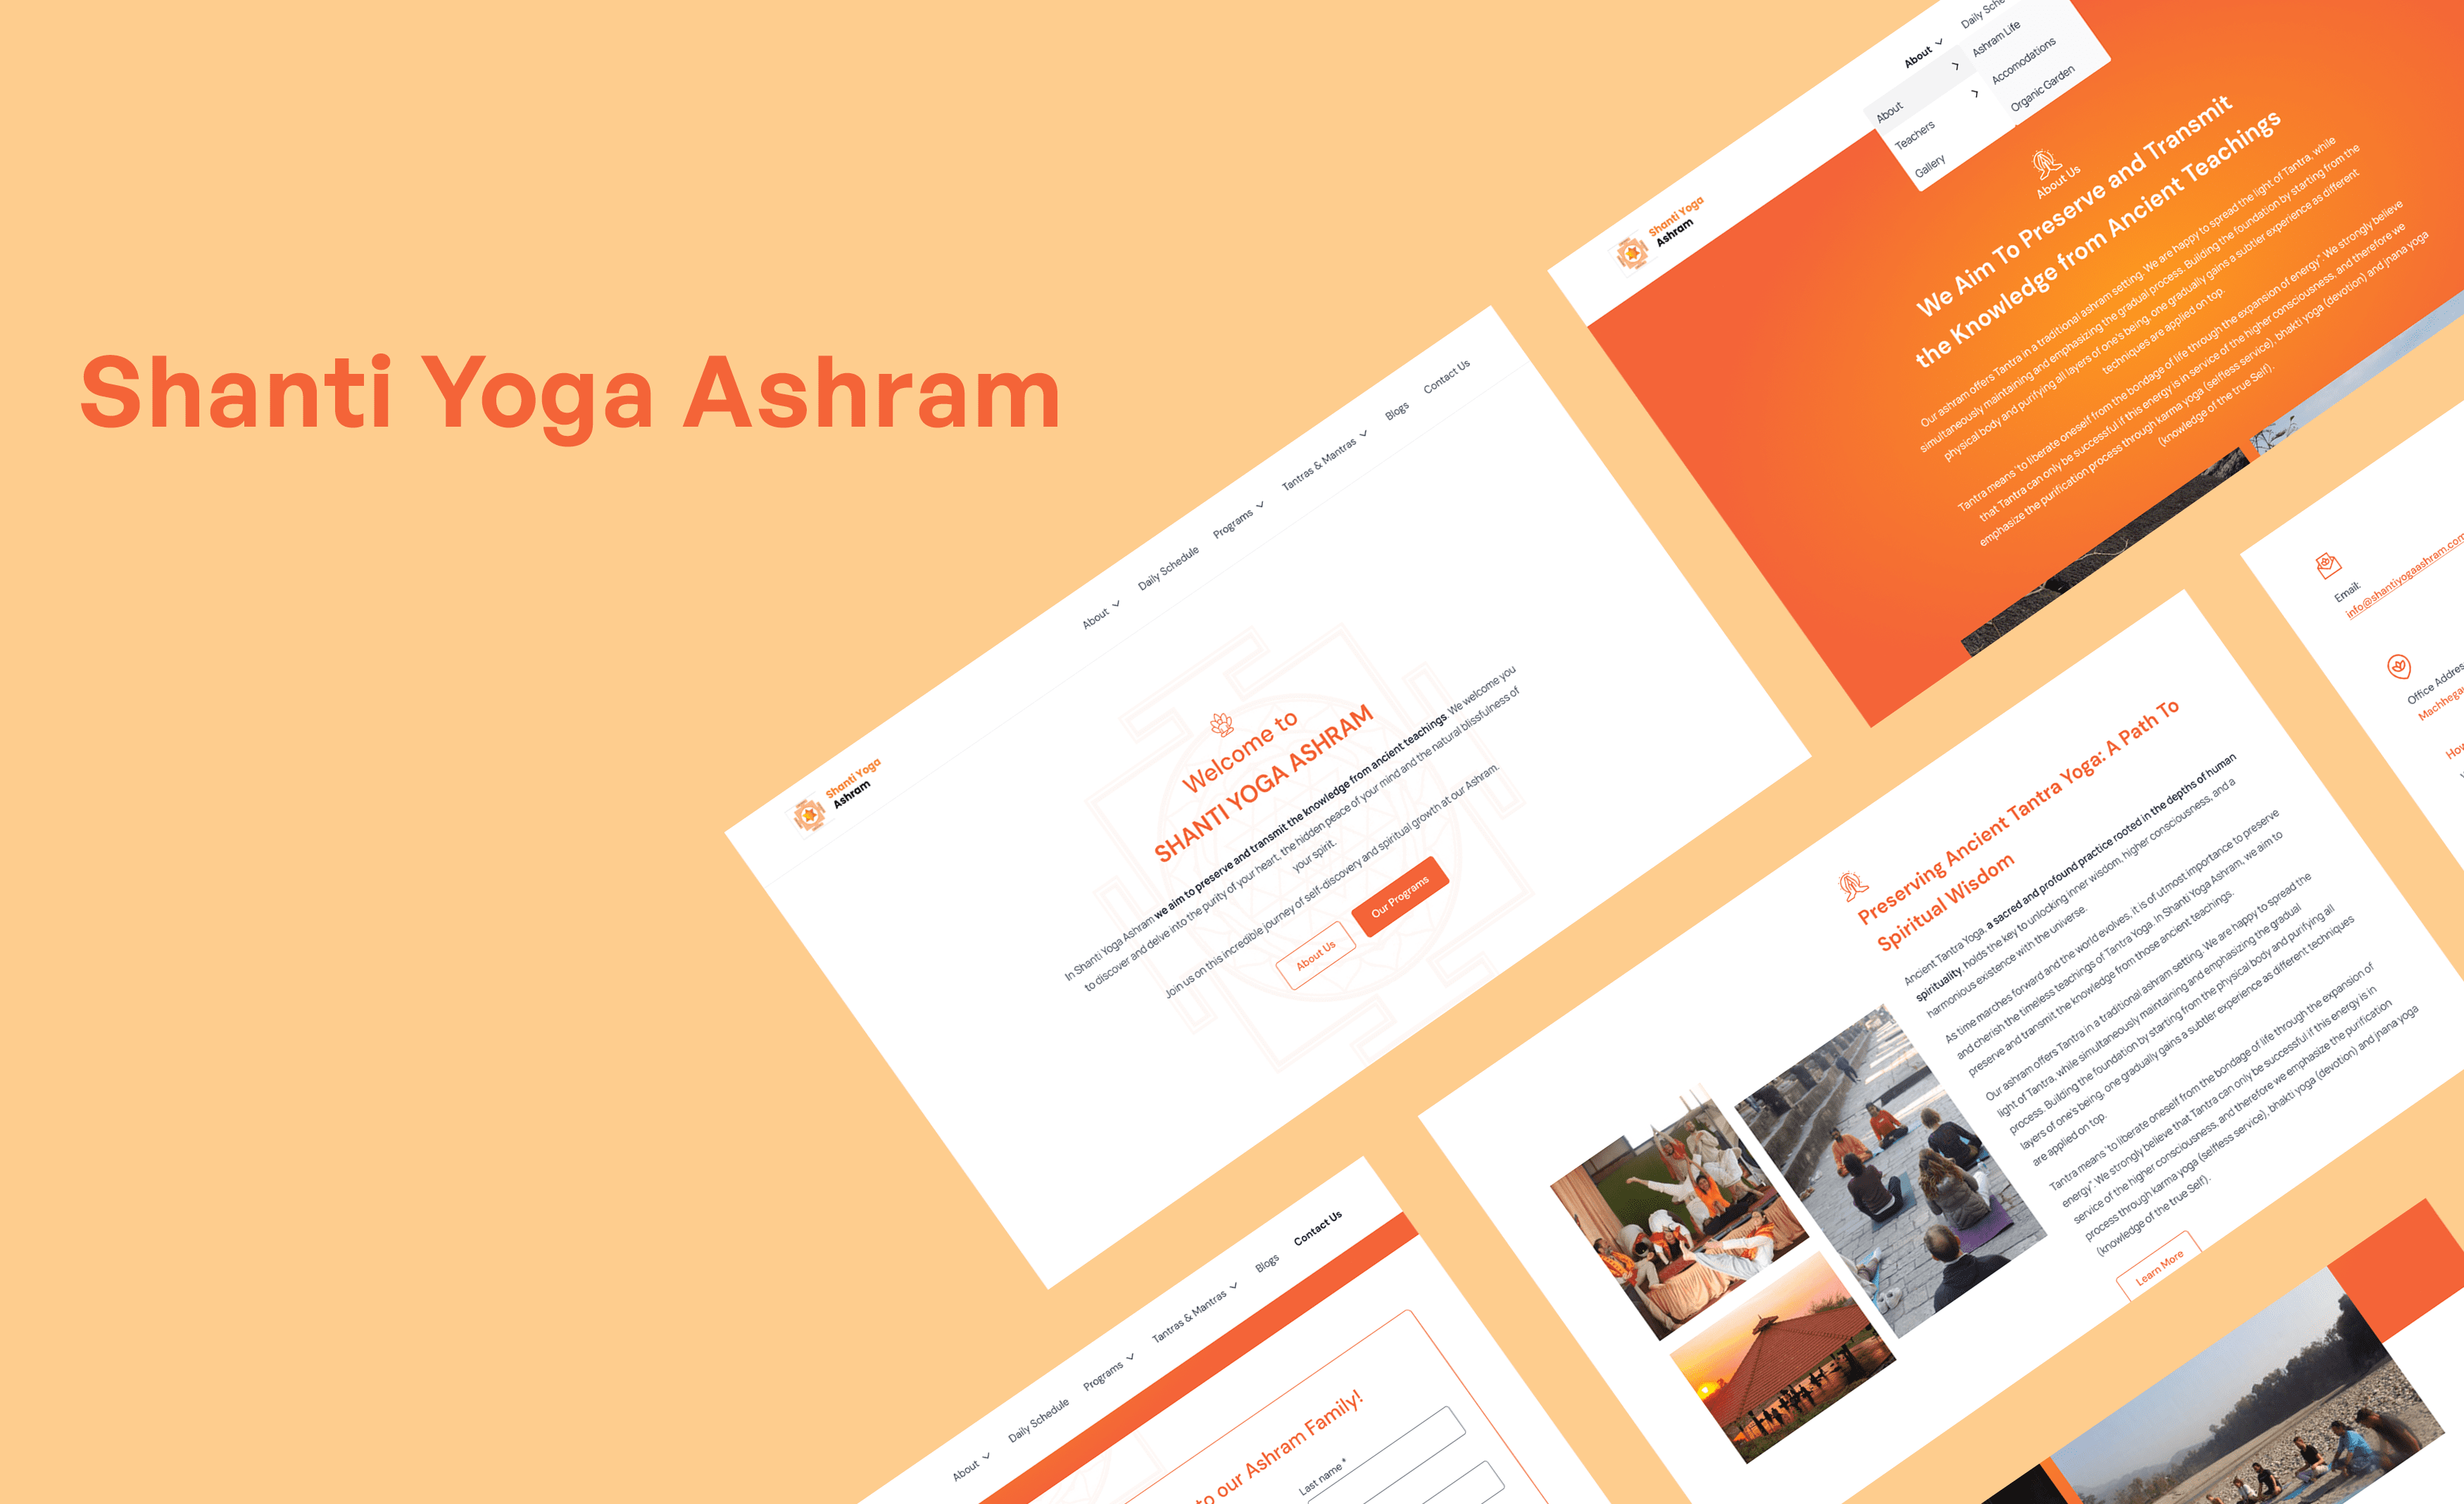 Shanti Yoga Ashram
Shanti Yoga
Ashram
About
Daily Schedule
Programs
Tantras & Mantras
Blogs
Contact Us
Welcome to
SHANTI YOGA ASHRAM
In Shanti Yoga Ashram we aim to preserve and transmit the knowledge from ancient teachings. We welcome you
to discover and delve into the purity of your heart, the hidden peace of your mind and the natural blissfulness of
your spirit.
Join us on this incredible journey of self-discovery and spiritual growth at our Ashram.
About Us
Our Programs
Shanti Yoga
Ashram
About
Daily Sche
About
Teachers
Gallery
Ashram Life
Accomodations
Organic Garden
About Us
We Aim To Preserve and Transmit
the Knowledge from Ancient Teachings
Our ashram offers Tantra in a traditional ashram setting. We are happy to spread the light of Tantra, while
simultaneously maintaining and emphasizing the gradual process. Building the foundation by starting from the
physical body and purifying all layers of one's being, one gradually gains a subtler experience as different
techniques are applied on top.
Tantra means 'to liberate oneself from the bondage of life through the expansion of energy". We strongly believe
that Tantra can only be successful if this energy is in service of the higher consciousness, and therefore we
emphasize the purification process through karma yoga (selfless service), bhakti yoga (devotion) and jnana yoga
(knowledge of the true Self).
Email:
info@shantiyogaashram.com
Office Addres
Machhegau
How
Preserving Ancient Tantra Yoga: A Path To
Spiritual Wisdom
Ancient Tantra Yoga, a sacred and profound practice rooted in the depths of human
spirituality, holds the key to unlocking inner wisdom, higher consciousness, and a
harmonious existence with the universe.
As time marches forward and the world evolves, it is of utmost importance to preserve
and cherish the timeless teachings of Tantra Yoga. In Shanti Yoga Ashram, we aim to
preserve and transmit the knowledge from those ancient teachings.
Our ashram offers Tantra in a traditional ashram setting. We are happy to spread the
light of Tantra, while simultaneously maintaining and emphasizing the gradual
process. Building the foundation by starting from the physical body and purifying all
layers of one's being, one gradually gains a subtler experience as different techniques
are applied on top.
Tantra means 'to liberate oneself from the bondage of life through the expansion of
energy". We strongly believe that Tantra can only be successful if this energy is in
service of the higher consciousness, and therefore we emphasize the purification
process through karma yoga (selfless service), bhakti yoga (devotion) and jnana yoga
(knowledge of the true Self).
Learn More
About
Daily Schedule
Programs
Tantras & Mantras
Blogs
Contact Us
to our Ashram Family!
Last name *